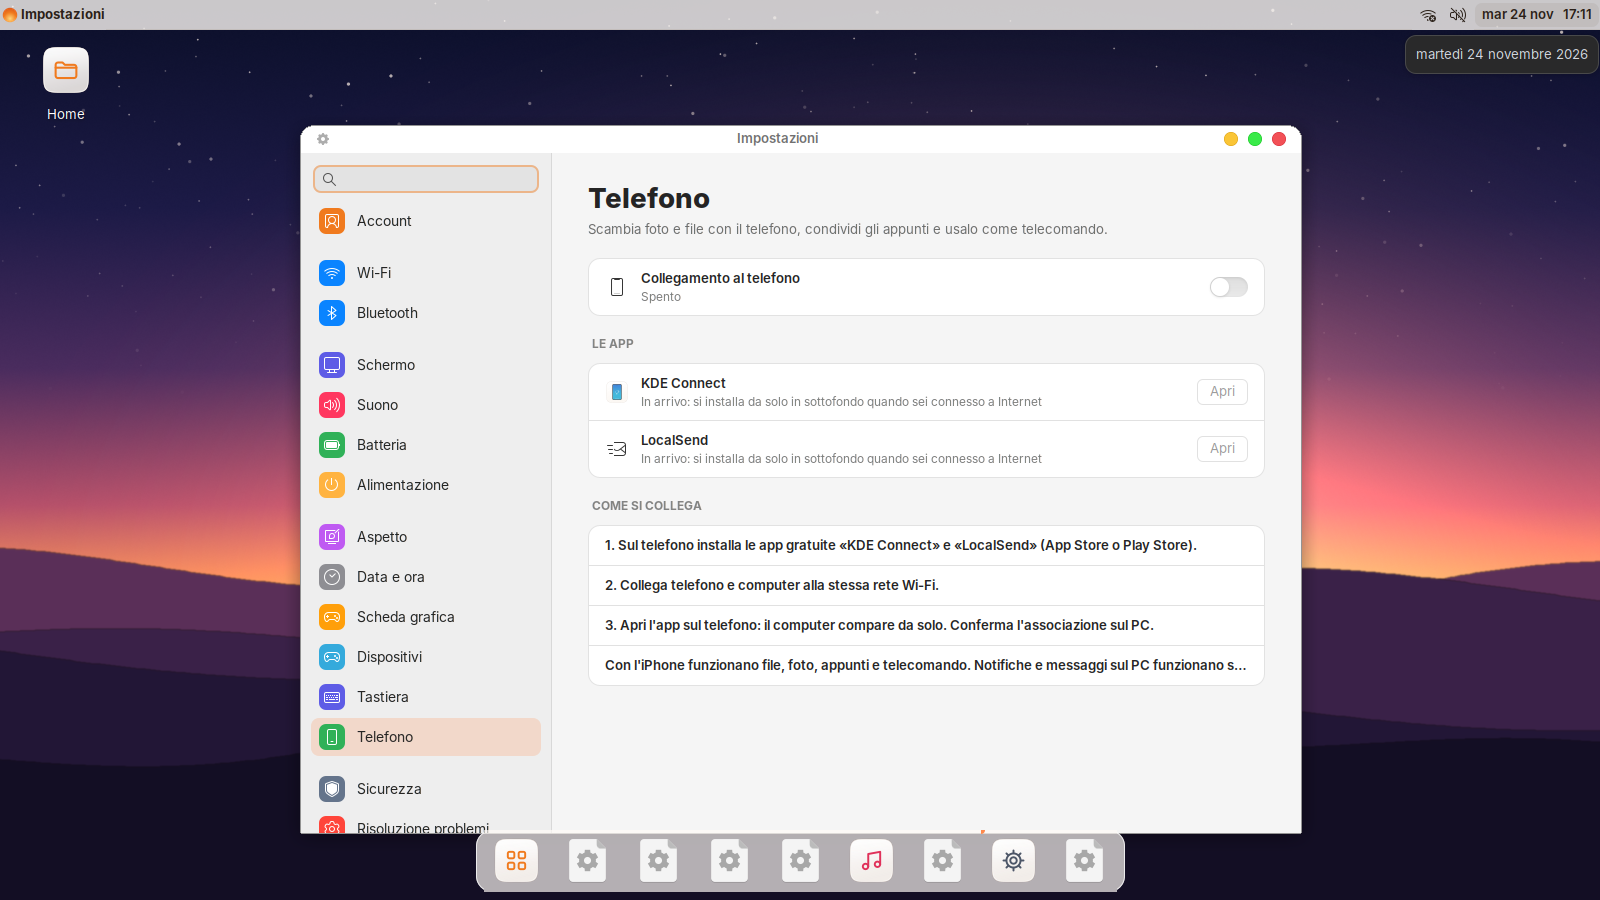 Impostazioni
mar 24 nov 17:11
martedì 24 novembre 2026
Home
Impostazioni
Account
Wi-Fi
Bluetooth
Schermo
Suono
Batteria
Alimentazione
Aspetto
Data e ora
Scheda grafica
Dispositivi
Tastiera
Telefono
Sicurezza
Risoluzione problemi
Telefono
Scambia foto e file con il telefono, condividi gli appunti e usalo come telecomando.
Collegamento al telefono
Spento
LE APP
KDE Connect
In arrivo: si installa da solo in sottofondo quando sei connesso a Internet
Apri
LocalSend
In arrivo: si installa da solo in sottofondo quando sei connesso a Internet
Apri
COME SI COLLEGA
1. Sul telefono installa le app gratuite «KDE Connect» e «LocalSend» (App Store o Play Store).
2. Collega telefono e computer alla stessa rete Wi-Fi.
3. Apri l'app sul telefono: il computer compare da solo. Conferma l'associazione sul PC.
Con l'iPhone funzionano file, foto, appunti e telecomando. Notifiche e messaggi sul PC funzionano s...